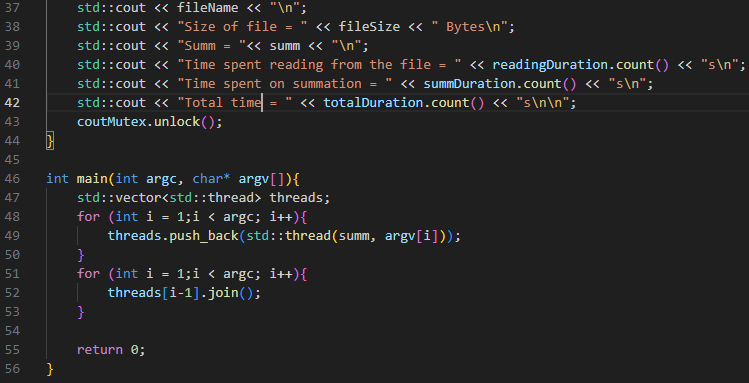 37 std::cout << fileName << "\n";
38 std::cout << "Size of file = " << fileSize << " Bytes\n";
39 std::cout << "Summ = "<< summ << "\n";
40 std::cout << "Time spent reading from the file = " << readingDuration.count() << "s\n";
41 std::cout << "Time spent on summation = " << summDuration.count() << "s\n";
42 std::cout << "Total time = " << totalDuration.count() << "s\n\n";
43 coutMutex.unlock();
44 }
45
46 int main(int argc, char* argv[]){
47 std::vector<std::thread> threads;
48 for (int i = 1;i < argc; i++){
49 threads.push_back(std::thread(summ, argv[i]));
50 }
51 for (int i = 1;i < argc; i++){
52 threads[i-1].join();
53 }
54
55 return 0;
56 }